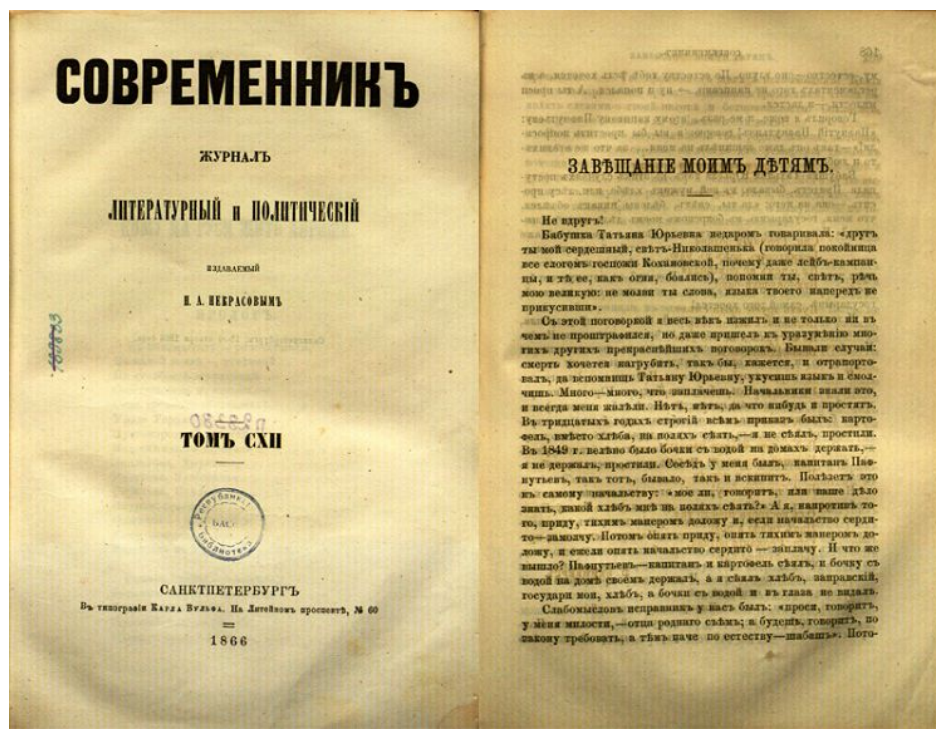 СОВРЕМЕННИКЪ
ЖУРНАЛЪ
ЛИТЕРАТУРНЫЙ и ПОЛИТИЧЕСКІЙ
ИЗДАВАЕМЫЙ
Н. А. НЕКРАСОВЫМЪ
ТОМЪ CXII
САНКТПЕТЕРБУРГЪ
Въ типографіи Карла Вульфа. На Литейномъ проспектѣ, № 60
1866
ЗАВѢЩАНІЕ МОИМЪ ДѢТЯМЪ.
Не вдругъ!
Бабушка Татьяна Юрьевна недаромъ говаривала: «другъ
ты мой сердешный, свѣтъ-Николашенька (говорила покойница
все слогомъ госпожи Кохановской, почему даже лейбъ-кампан-
цы, и тѣ ее, какъ огня, боялись), попомни ты, свѣтъ, рѣчь
мою великую: не молви ты слова, языка твоего напередъ не
прикусивши».
Съ этой поговоркой я весь вѣкъ изжилъ и не только ни въ
чемъ не проштрафился, но даже пришелъ къ уразумѣнію мно-
гихъ другихъ прекраснѣйшихъ поговорокъ. Бывали случаи:
смерть хочется нагрубить, такъ бы, кажется, и отрапорто-
валъ, да вспомнишь Татьяну Юрьевну, укусишь языкъ и смол-
чишь. Много—много, что заплачешь. Начальники знали это,
и всегда меня жалѣли. Нѣтъ, нѣтъ, да что нибудь и простятъ.
Въ тридцатыхъ годахъ строгій всѣмъ приказъ былъ: карто-
фель, вмѣсто хлѣба, на поляхъ сѣять,—я не сѣялъ, простили.
Въ 1849 г. велѣно было бочки съ водой на домахъ держать,—
я не держалъ, простили. Сосѣдъ у меня былъ, капитанъ Паѳ-
нутьевъ, такъ тотъ, бывало, такъ и вскипитъ. Полѣзетъ это
къ самому начальству: «мое ли, говоритъ, или ваше дѣло
знать, какой хлѣбъ мнѣ на поляхъ сѣять?» А я, напротивъ то-
го, приду, тихимъ манеромъ доложу и, если начальство серди-
то—замолчу. Потомъ опять приду, опять тихимъ манеромъ до-
ложу, и ежели опять начальство сердито — заплачу. И что же
вышло? Паѳнутьевъ—капитанъ и картофель сѣялъ, и бочку съ
водой на домѣ своемъ держалъ, а я сѣялъ хлѣбъ, заправскій,
государи мои, хлѣбъ, а бочки съ водой и въ глаза не видалъ.
Слабомысловъ исправникъ у насъ былъ: «прося, говоритъ,
у меня милости,—отца роднаго съѣмъ; а будешь, говоритъ, по
закону требовать, а тѣмъ паче по естеству—шабашъ». Пото-